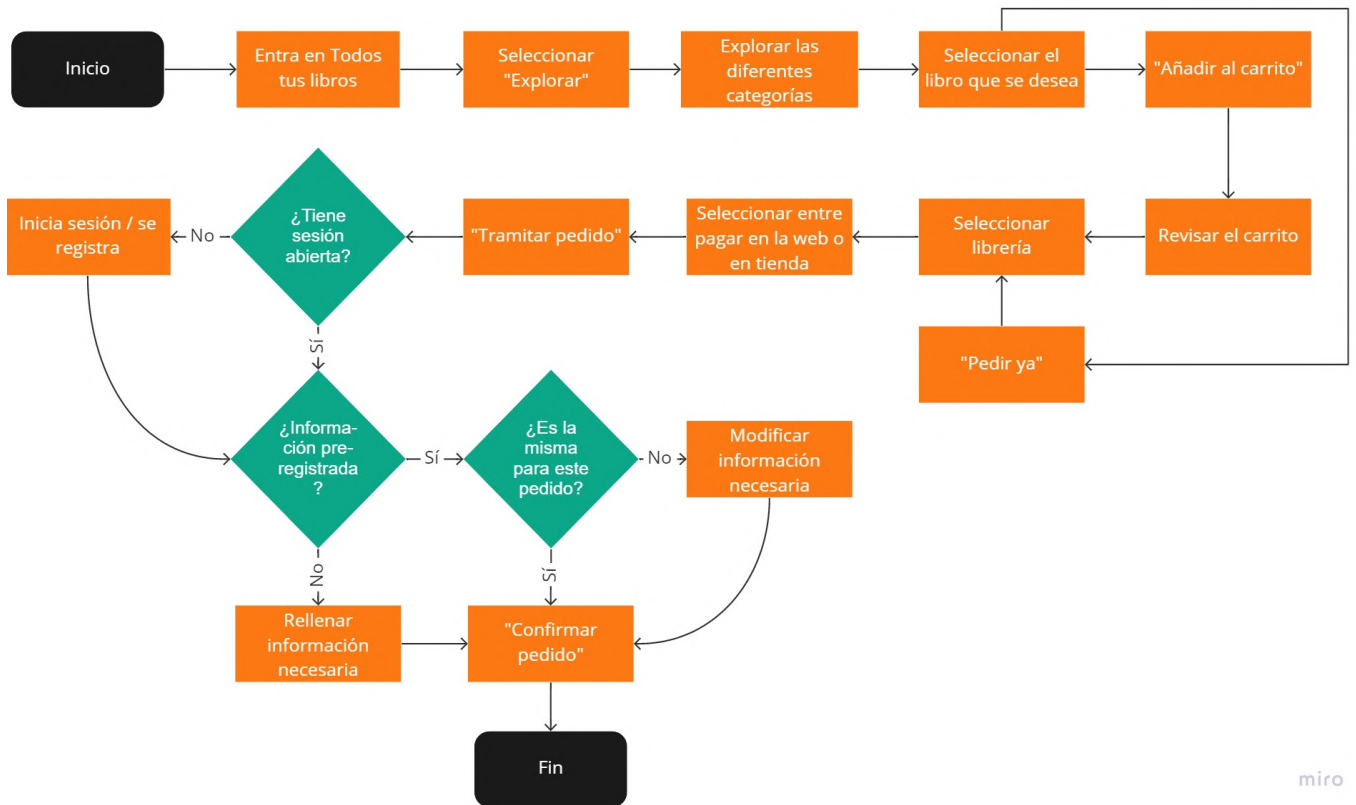 Inicio
Entra en Todos
tus libros
Seleccionar
"Explorar"
Explorar las
diferentes
categorías
Seleccionar el
libro que se desea
"Añadir al carrito"
Inicia sesión / se
registra
No
¿Tiene
sesión
abierta?
"Tramitar pedido"
Seleccionar entre
pagar en la web o
en tienda
Seleccionar
librería
Revisar el carrito
Sí
"Pedir ya"
¿Informa-
ción pre-
registrada
?
Sí
¿Es la
misma
para este
pedido?
No
Modificar
información
necesaria
No
Sí
Rellenar
información
necesaria
"Confirmar
pedido"
Fin
miro